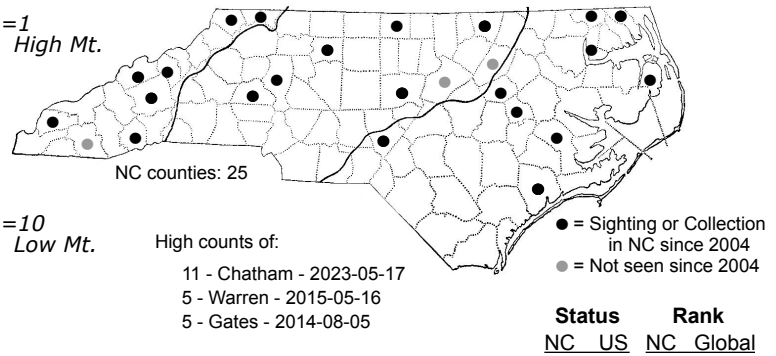 =1
High Mt.
NC counties: 25
=10
Low Mt.
High counts of:
11 - Chatham - 2023-05-17
5 - Warren - 2015-05-16
5 - Gates - 2014-08-05
= Sighting or Collection
in NC since 2004
= Not seen since 2004
Status Rank
NC US NC Global